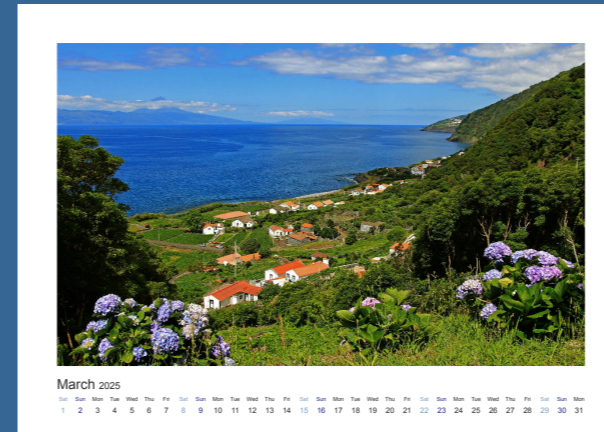 March 2025
Sat Sun Mon Tue Wed Thu Fri Sat Sun Mon Tue Wed Thu Fri Sat Sun Mon Tue Wed Thu Fri Sat Sun Mon Tue Wed Thu Fri Sat Sun Mon
1 2 3 4 5 6 7 8 9 10 11 12 13 14 15 16 17 18 19 20 21 22 23 24 25 26 27 28 29 30 31